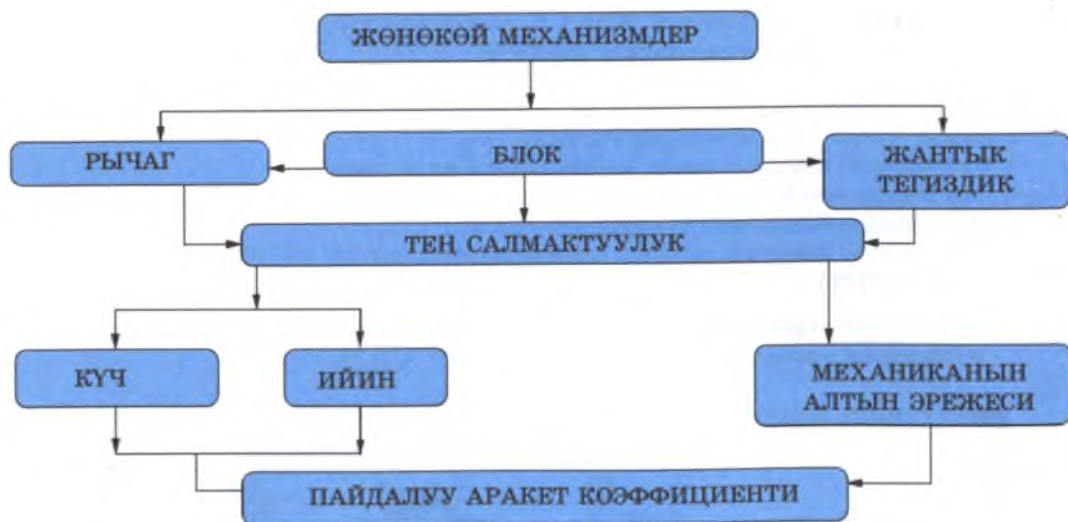 ЖӨНӨКӨЙ МЕХАНИЗМДЕР
РЫЧАГ
БЛОК
ЖАНТЫК
ТЕГИЗДИК
ТЕҢ САЛМАКТУУЛУК
КҮЧ
ИЙИН
МЕХАНИКАНЫН
АЛТЫН ЭРЕЖЕСИ
ПАЙДАЛУУ АРАКЕТ КОЭФФИЦИЕНТИ